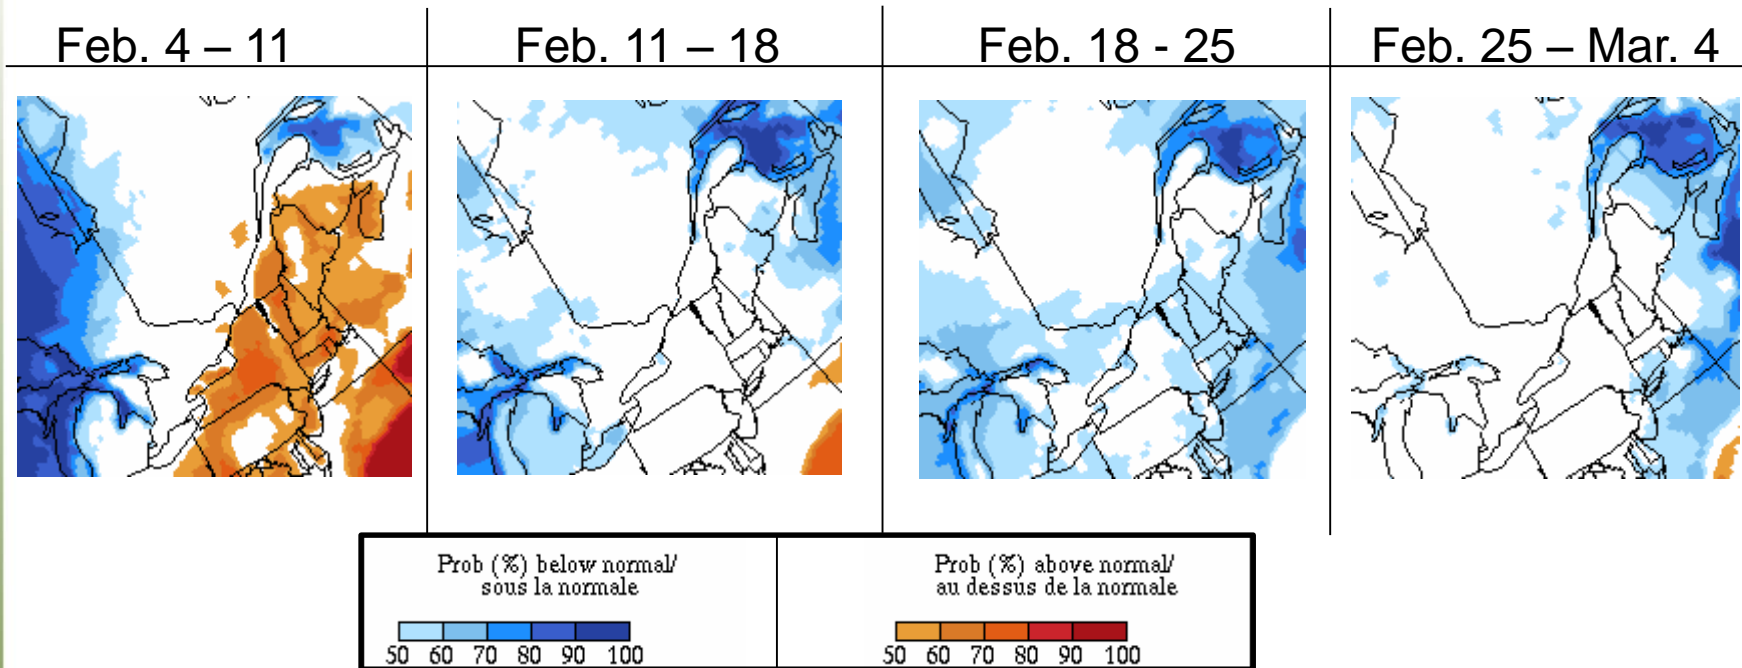 Feb. 4 – 11
Feb. 11 – 18
Feb. 18 - 25
Feb. 25 – Mar. 4
Prob (%) below normal/
sous la normale
50 60 70 80 90 100
Prob (%) above normal/
au dessus de la normale
50 60 70 80 90 100